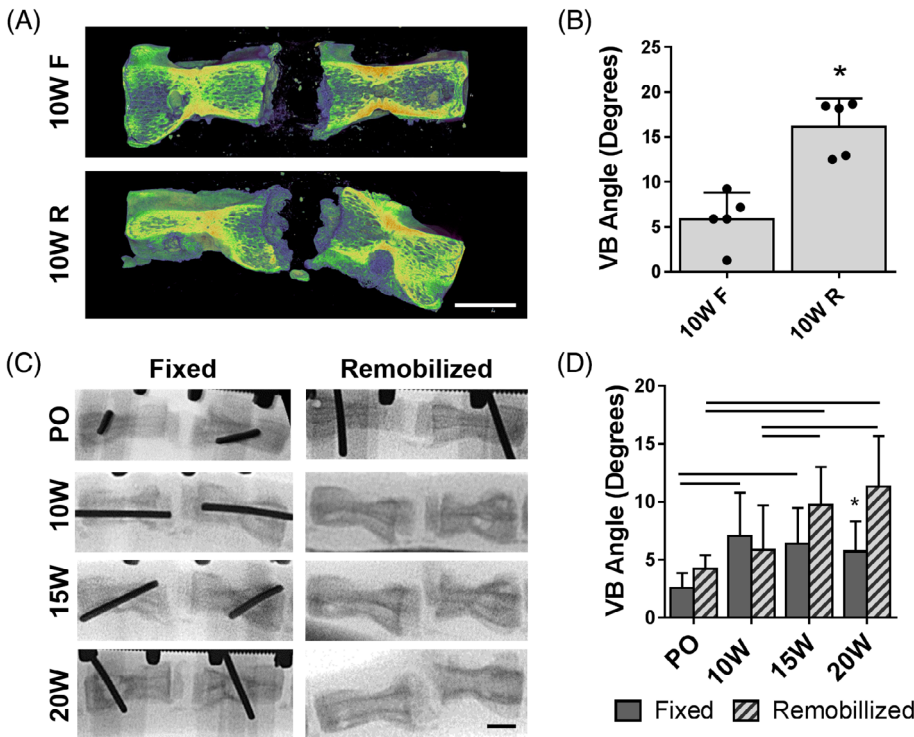 (A)
10W F
10W R
(B)
VB Angle (Degrees)
25
20
15
10
5
0
*
10W F
10W R
(C)
Fixed
Remobilized
PO
10W
15W
20W
(D)
VB Angle (Degrees)
20
15
10
5
0
*
PO
10W
15W
20W
Fixed
Remobillized